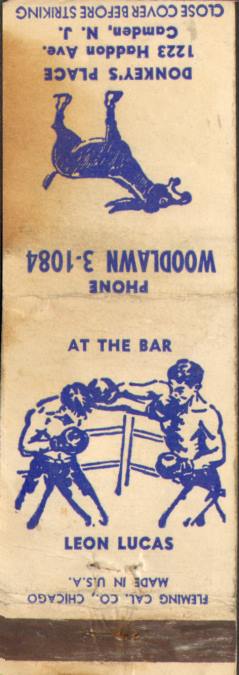 PHONE
WOODLAWN 3-1084
DONKEY'S PLACE
1223 Haddon Ave.
Camden, N. J.
CLOSE COVER BEFORE STRIKING
AT THE BAR
LEON LUCAS
FLEMING CAL. CO., CHICAGO
MADE IN U.S.A.